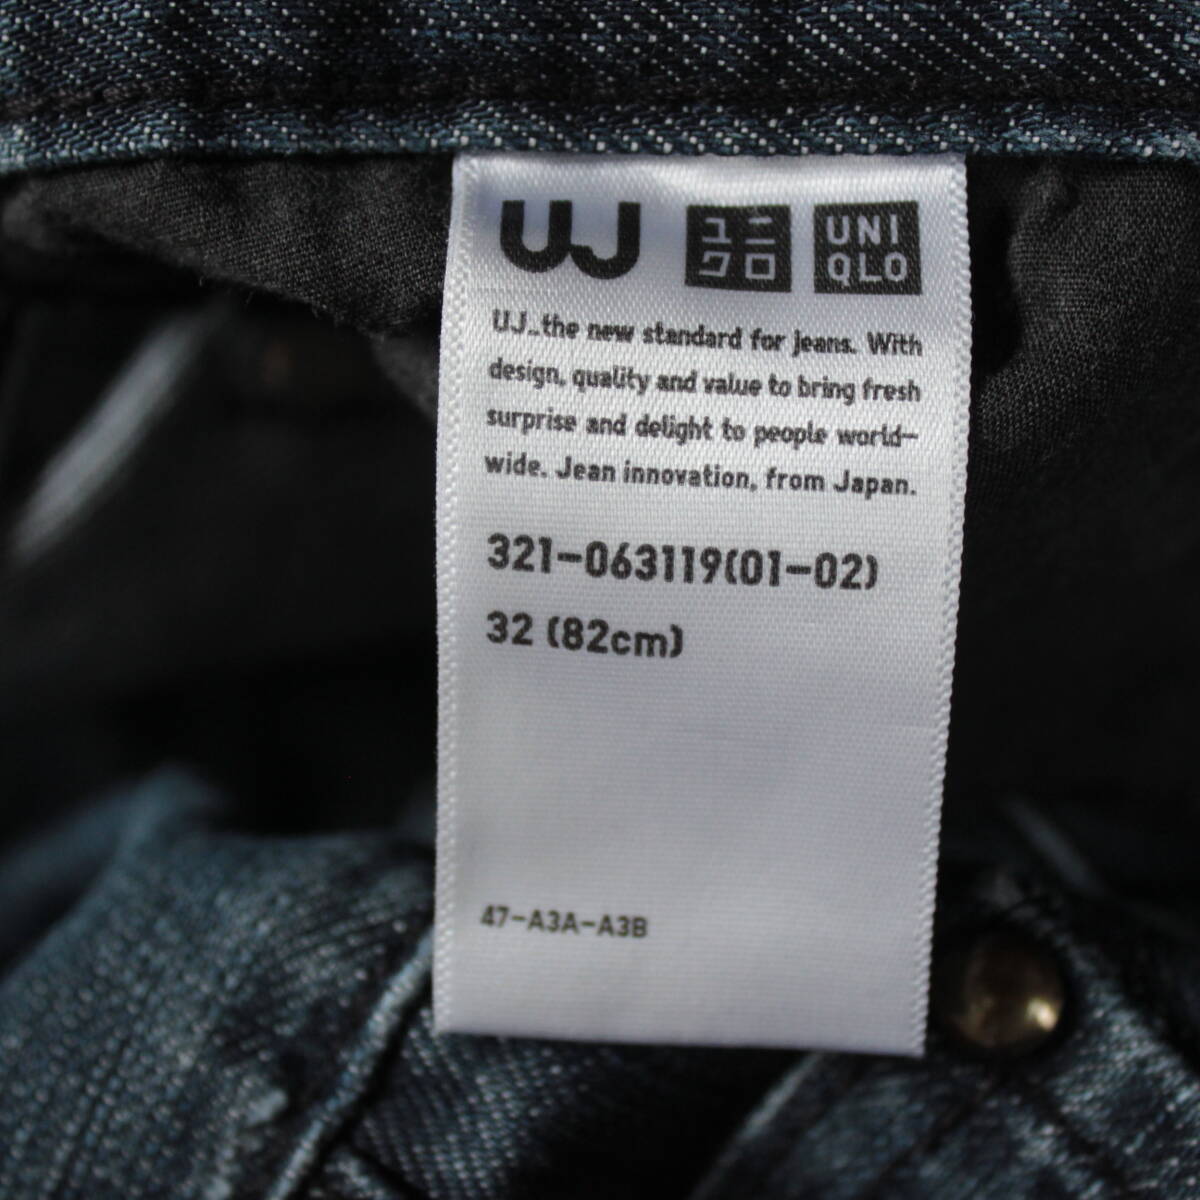 UJ ユニクロ UNIQLO
UJ_the new standard for jeans. With
design, quality and value to bring fresh
surprise and delight to people world-
wide. Jean innovation, from Japan.
321-063119(01-02)
32 (82cm)
47-A3A-A3B